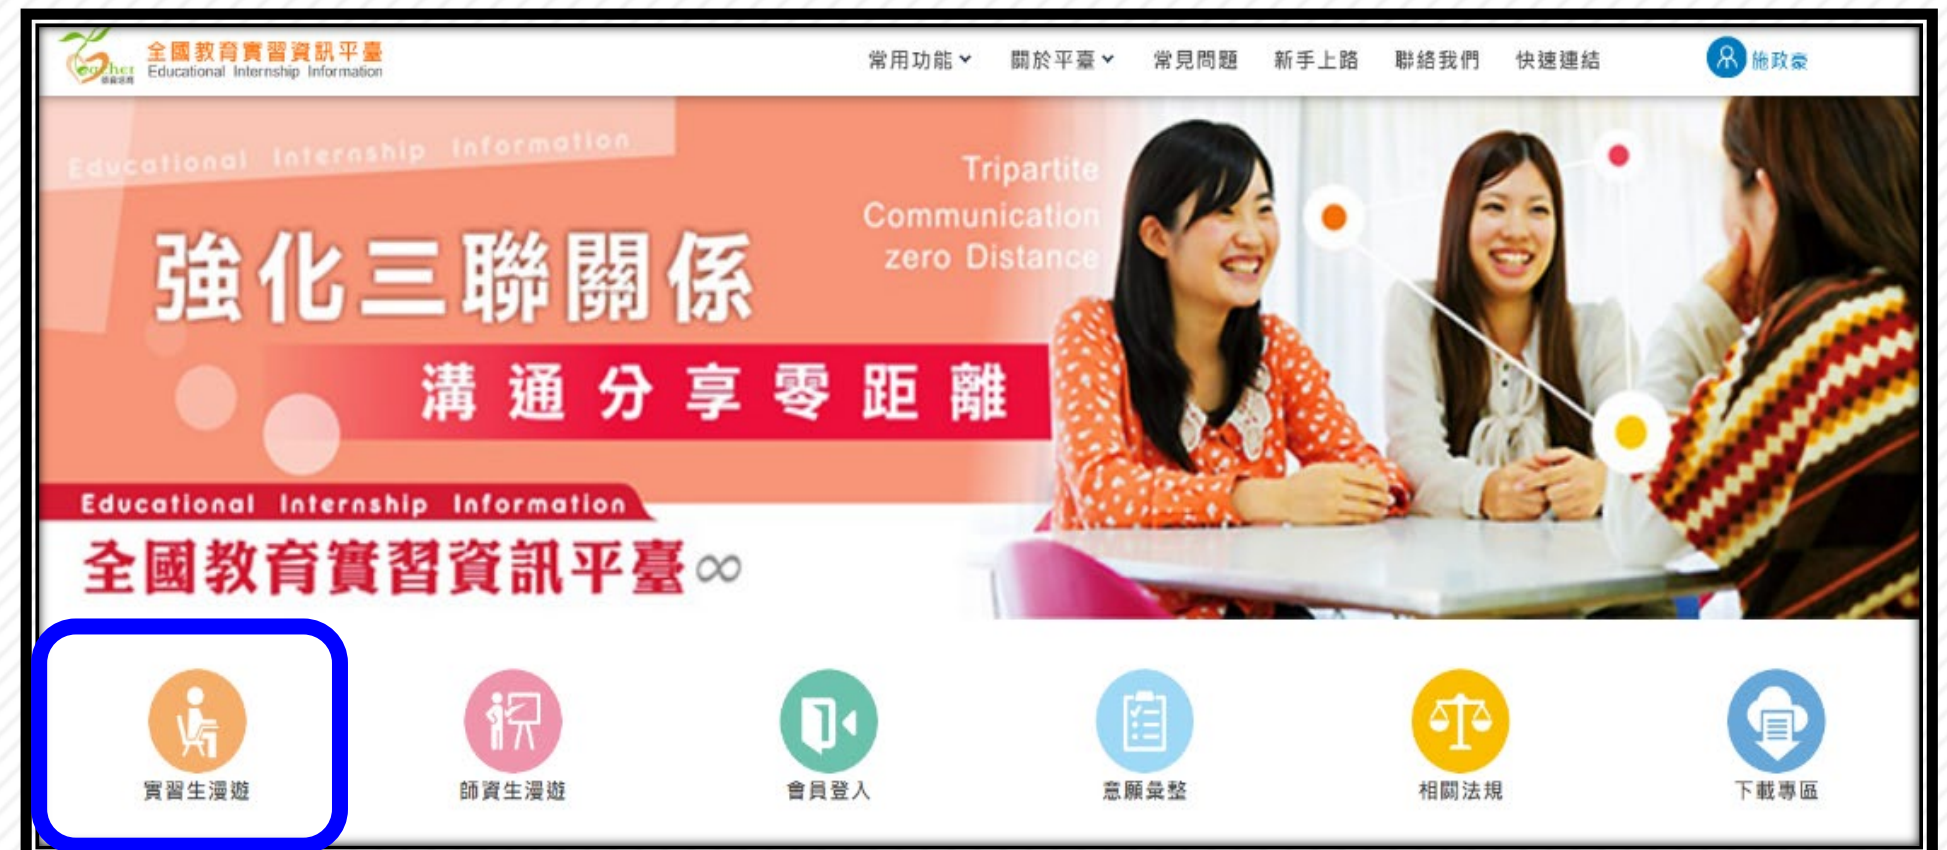 全國教育實習資訊平臺
Educational Internship Information
常用功能 關於平臺 常見問題 新手上路 聯絡我們 快速連結 施政豪
Educational Internship Information
Tripartite
Communication
zero Distance
強化三聯關係
溝通分享零距離
Educational Internship Information
全國教育實習資訊平臺∞
實習生漫遊 師資生漫遊 會員登入 意願彙整 相關法規 下載專區